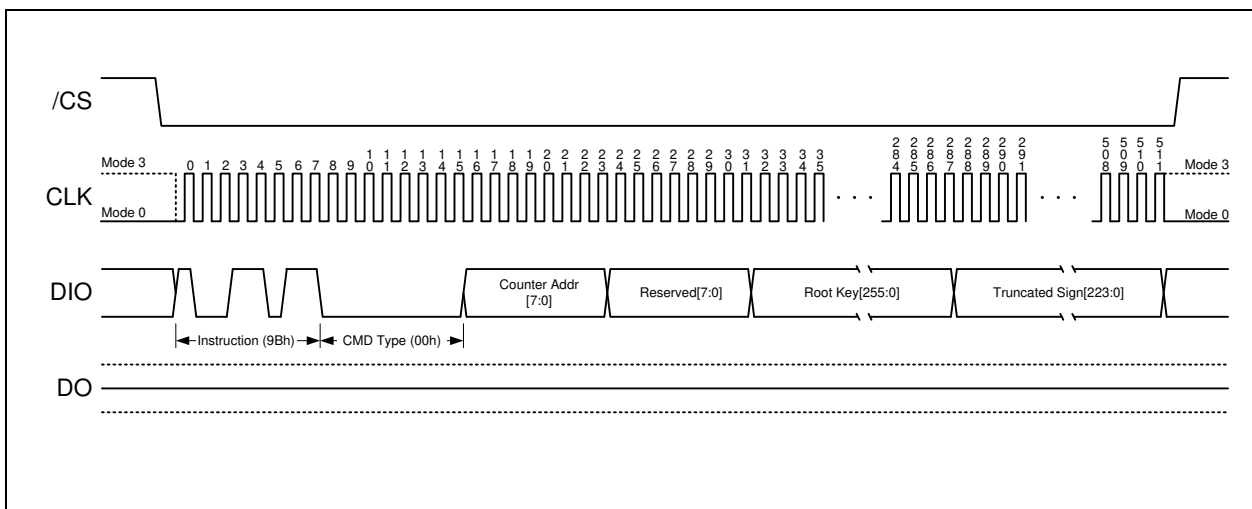 /CS
Mode 3
CLK
Mode 0
0 1 2 3 4 5 6 7 8 9 10 11 12 13 14 15 16 17 18 19 20 21 22 23 24 25 26 27 28 29 30 31 32 33 34 35 284 285 286 287 288 289 290 291 508 509 510 511
Mode 3
Mode 0
DIO
Counter Addr
[7:0]
Reserved[7:0]
Root Key[255:0]
Truncated Sign[223:0]
Instruction (9Bh)
CMD Type (00h)
DO